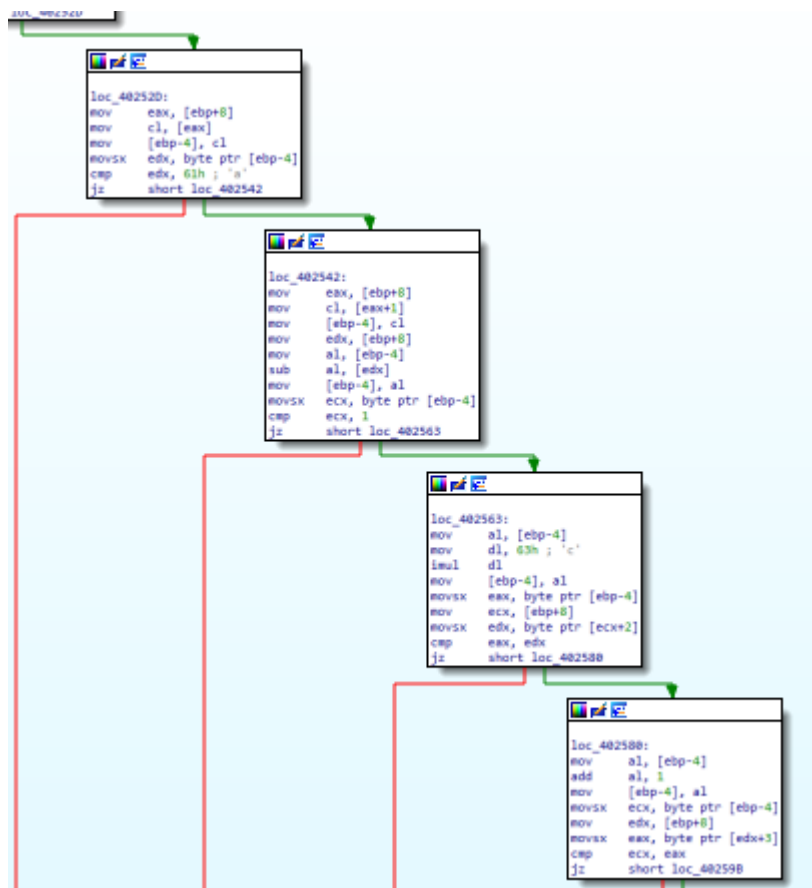 loc_40292D
loc_40252D:
mov eax, [ebp+8]
mov cl, [eax]
mov [ebp-4], cl
movsx edx, byte ptr [ebp-4]
cmp edx, 61h ; 'a'
jz short loc_402542
loc_402542:
mov eax, [ebp+8]
mov cl, [eax+1]
mov [ebp-4], cl
mov edx, [ebp+8]
mov al, [ebp-4]
sub al, [edx]
mov [ebp-4], al
movsx ecx, byte ptr [ebp-4]
cmp ecx, 1
jz short loc_402563
loc_402563:
mov al, [ebp-4]
mov dl, 63h ; 'c'
imul dl
mov [ebp-4], al
movsx eax, byte ptr [ebp-4]
mov ecx, [ebp+8]
movsx edx, byte ptr [ecx+2]
cmp eax, edx
jz short loc_402580
loc_402580:
mov al, [ebp-4]
add al, 1
mov [ebp-4], al
movsx ecx, byte ptr [ebp-4]
mov edx, [ebp+8]
movsx eax, byte ptr [edx+3]
cmp ecx, eax
jz short loc_40259B